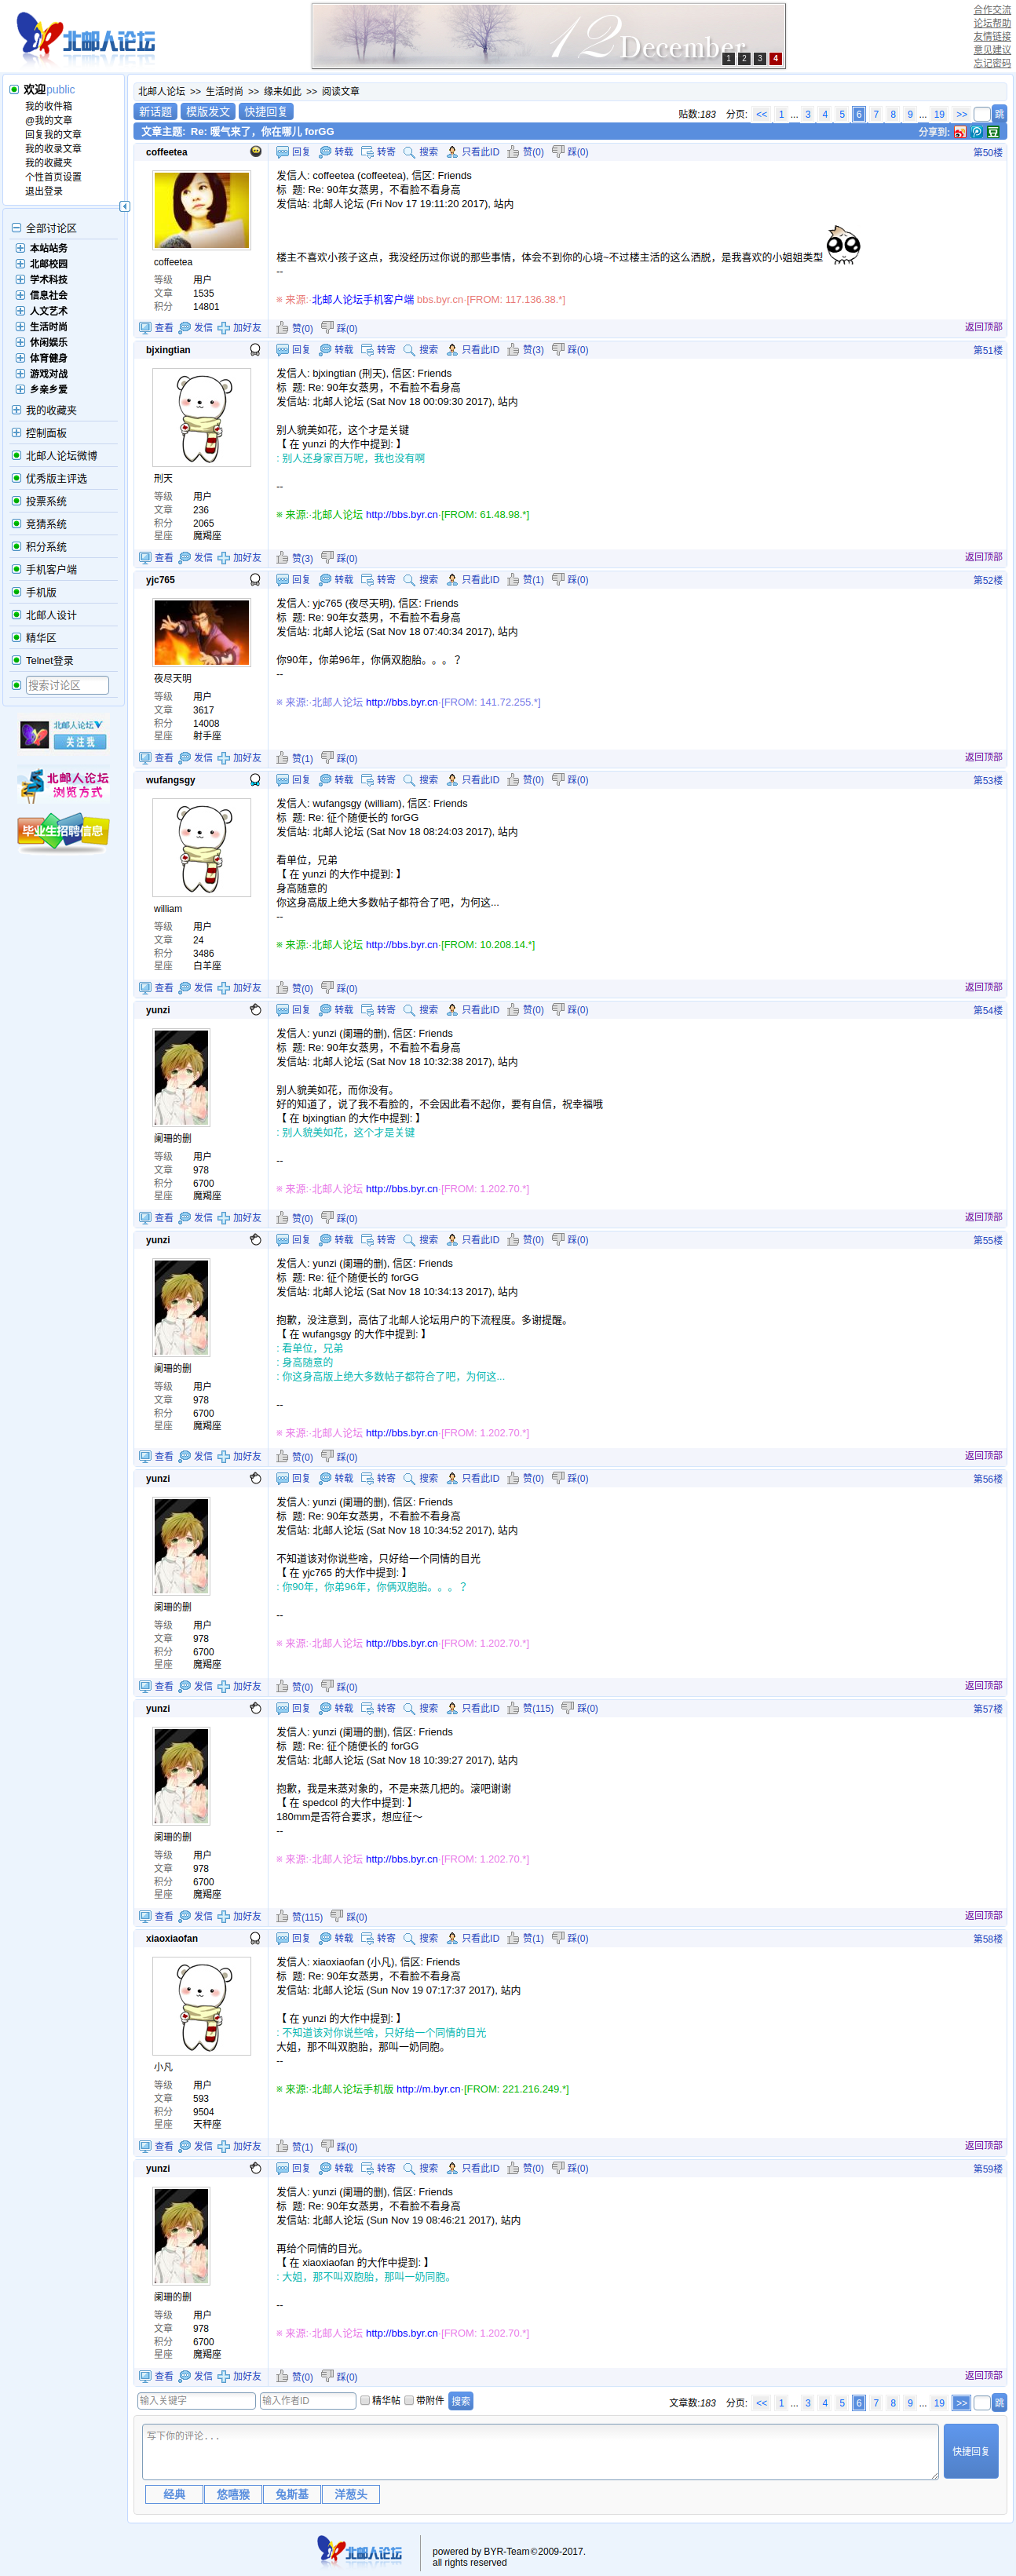 北邮人论坛
12 December
1 2 3 4
合作交流
论坛帮助
友情链接
意见建议
忘记密码
欢迎public
我的收件箱
@我的文章
回复我的文章
我的收录文章
我的收藏夹
个性首页设置
退出登录
全部讨论区
本站站务
北邮校园
学术科技
信息社会
人文艺术
生活时尚
休闲娱乐
体育健身
游戏对战
乡亲乡爱
我的收藏夹
控制面板
北邮人论坛微博
优秀版主评选
投票系统
竞猜系统
积分系统
手机客户端
手机版
北邮人设计
精华区
Telnet登录
搜索讨论区
北邮人论坛
关注我
北邮人论坛
浏览方式
毕业生招聘信息
北邮人论坛 >> 生活时尚 >> 缘来如此 >> 阅读文章
新话题 模版发文 快捷回复
贴数:183 分页: << 1 ... 3 4 5 6 7 8 9 ... 19 >> 跳
文章主题: Re: 暖气来了，你在哪儿 forGG
分享到:
coffeetea
回复 转载 转寄 搜索 只看此ID 赞(0) 踩(0)
第50楼
发信人: coffeetea (coffeetea), 信区: Friends
标 题: Re: 90年女蒸男，不看脸不看身高
发信站: 北邮人论坛 (Fri Nov 17 19:11:20 2017), 站内
楼主不喜欢小孩子这点，我没经历过你说的那些事情，体会不到你的心境~不过楼主活的这么洒脱，是我喜欢的小姐姐类型
--
※ 来源:·北邮人论坛手机客户端 bbs.byr.cn·[FROM: 117.136.38.*]
coffeetea
等级 用户
文章 1535
积分 14801
查看 发信 加好友
赞(0) 踩(0)
返回顶部
bjxingtian
回复 转载 转寄 搜索 只看此ID 赞(3) 踩(0)
第51楼
发信人: bjxingtian (刑天), 信区: Friends
标 题: Re: 90年女蒸男，不看脸不看身高
发信站: 北邮人论坛 (Sat Nov 18 00:09:30 2017), 站内
别人貌美如花，这个才是关键
【 在 yunzi 的大作中提到: 】
: 别人还身家百万呢，我也没有啊
--
※ 来源:·北邮人论坛 http://bbs.byr.cn·[FROM: 61.48.98.*]
刑天
等级 用户
文章 236
积分 2065
星座 魔羯座
查看 发信 加好友
赞(3) 踩(0)
返回顶部
yjc765
回复 转载 转寄 搜索 只看此ID 赞(1) 踩(0)
第52楼
发信人: yjc765 (夜尽天明), 信区: Friends
标 题: Re: 90年女蒸男，不看脸不看身高
发信站: 北邮人论坛 (Sat Nov 18 07:40:34 2017), 站内
你90年，你弟96年，你俩双胞胎。。。 ？
--
※ 来源:·北邮人论坛 http://bbs.byr.cn·[FROM: 141.72.255.*]
夜尽天明
等级 用户
文章 3617
积分 14008
星座 射手座
查看 发信 加好友
赞(1) 踩(0)
返回顶部
wufangsgy
回复 转载 转寄 搜索 只看此ID 赞(0) 踩(0)
第53楼
发信人: wufangsgy (william), 信区: Friends
标 题: Re: 征个随便长的 forGG
发信站: 北邮人论坛 (Sat Nov 18 08:24:03 2017), 站内
看单位，兄弟
【 在 yunzi 的大作中提到: 】
身高随意的
你这身高版上绝大多数帖子都符合了吧，为何这...
--
※ 来源:·北邮人论坛 http://bbs.byr.cn·[FROM: 10.208.14.*]
william
等级 用户
文章 24
积分 3486
星座 白羊座
查看 发信 加好友
赞(0) 踩(0)
返回顶部
yunzi
回复 转载 转寄 搜索 只看此ID 赞(0) 踩(0)
第54楼
发信人: yunzi (阑珊的删), 信区: Friends
标 题: Re: 90年女蒸男，不看脸不看身高
发信站: 北邮人论坛 (Sat Nov 18 10:32:38 2017), 站内
别人貌美如花，而你没有。
好的知道了，说了我不看脸的，不会因此看不起你，要有自信，祝幸福哦
【 在 bjxingtian 的大作中提到: 】
: 别人貌美如花，这个才是关键
--
※ 来源:·北邮人论坛 http://bbs.byr.cn·[FROM: 1.202.70.*]
阑珊的删
等级 用户
文章 978
积分 6700
星座 魔羯座
查看 发信 加好友
赞(0) 踩(0)
返回顶部
yunzi
回复 转载 转寄 搜索 只看此ID 赞(0) 踩(0)
第55楼
发信人: yunzi (阑珊的删), 信区: Friends
标 题: Re: 征个随便长的 forGG
发信站: 北邮人论坛 (Sat Nov 18 10:34:13 2017), 站内
抱歉，没注意到，高估了北邮人论坛用户的下流程度。多谢提醒。
【 在 wufangsgy 的大作中提到: 】
: 看单位，兄弟
: 身高随意的
: 你这身高版上绝大多数帖子都符合了吧，为何这...
--
※ 来源:·北邮人论坛 http://bbs.byr.cn·[FROM: 1.202.70.*]
阑珊的删
等级 用户
文章 978
积分 6700
星座 魔羯座
查看 发信 加好友
赞(0) 踩(0)
返回顶部
yunzi
回复 转载 转寄 搜索 只看此ID 赞(0) 踩(0)
第56楼
发信人: yunzi (阑珊的删), 信区: Friends
标 题: Re: 90年女蒸男，不看脸不看身高
发信站: 北邮人论坛 (Sat Nov 18 10:34:52 2017), 站内
不知道该对你说些啥，只好给一个同情的目光
【 在 yjc765 的大作中提到: 】
: 你90年，你弟96年，你俩双胞胎。。。 ？
--
※ 来源:·北邮人论坛 http://bbs.byr.cn·[FROM: 1.202.70.*]
阑珊的删
等级 用户
文章 978
积分 6700
星座 魔羯座
查看 发信 加好友
赞(0) 踩(0)
返回顶部
yunzi
回复 转载 转寄 搜索 只看此ID 赞(115) 踩(0)
第57楼
发信人: yunzi (阑珊的删), 信区: Friends
标 题: Re: 征个随便长的 forGG
发信站: 北邮人论坛 (Sat Nov 18 10:39:27 2017), 站内
抱歉，我是来蒸对象的，不是来蒸几把的。滚吧谢谢
【 在 spedcol 的大作中提到: 】
180mm是否符合要求，想应征～
--
※ 来源:·北邮人论坛 http://bbs.byr.cn·[FROM: 1.202.70.*]
阑珊的删
等级 用户
文章 978
积分 6700
星座 魔羯座
查看 发信 加好友
赞(115) 踩(0)
返回顶部
xiaoxiaofan
回复 转载 转寄 搜索 只看此ID 赞(1) 踩(0)
第58楼
发信人: xiaoxiaofan (小凡), 信区: Friends
标 题: Re: 90年女蒸男，不看脸不看身高
发信站: 北邮人论坛 (Sun Nov 19 07:17:37 2017), 站内
【 在 yunzi 的大作中提到: 】
: 不知道该对你说些啥，只好给一个同情的目光
大姐，那不叫双胞胎，那叫一奶同胞。
--
※ 来源:·北邮人论坛手机版 http://m.byr.cn·[FROM: 221.216.249.*]
小凡
等级 用户
文章 593
积分 9504
星座 天秤座
查看 发信 加好友
赞(1) 踩(0)
返回顶部
yunzi
回复 转载 转寄 搜索 只看此ID 赞(0) 踩(0)
第59楼
发信人: yunzi (阑珊的删), 信区: Friends
标 题: Re: 90年女蒸男，不看脸不看身高
发信站: 北邮人论坛 (Sun Nov 19 08:46:21 2017), 站内
再给个同情的目光。
【 在 xiaoxiaofan 的大作中提到: 】
: 大姐，那不叫双胞胎，那叫一奶同胞。
--
※ 来源:·北邮人论坛 http://bbs.byr.cn·[FROM: 1.202.70.*]
阑珊的删
等级 用户
文章 978
积分 6700
星座 魔羯座
查看 发信 加好友
赞(0) 踩(0)
返回顶部
输入关键字 输入作者ID 精华帖 带附件 搜索
文章数:183 分页: << 1 ... 3 4 5 6 7 8 9 ... 19 >> 跳
写下你的评论...
快捷回复
经典 悠嘻猴 兔斯基 洋葱头
北邮人论坛
powered by BYR-Team©2009-2017.
all rights reserved